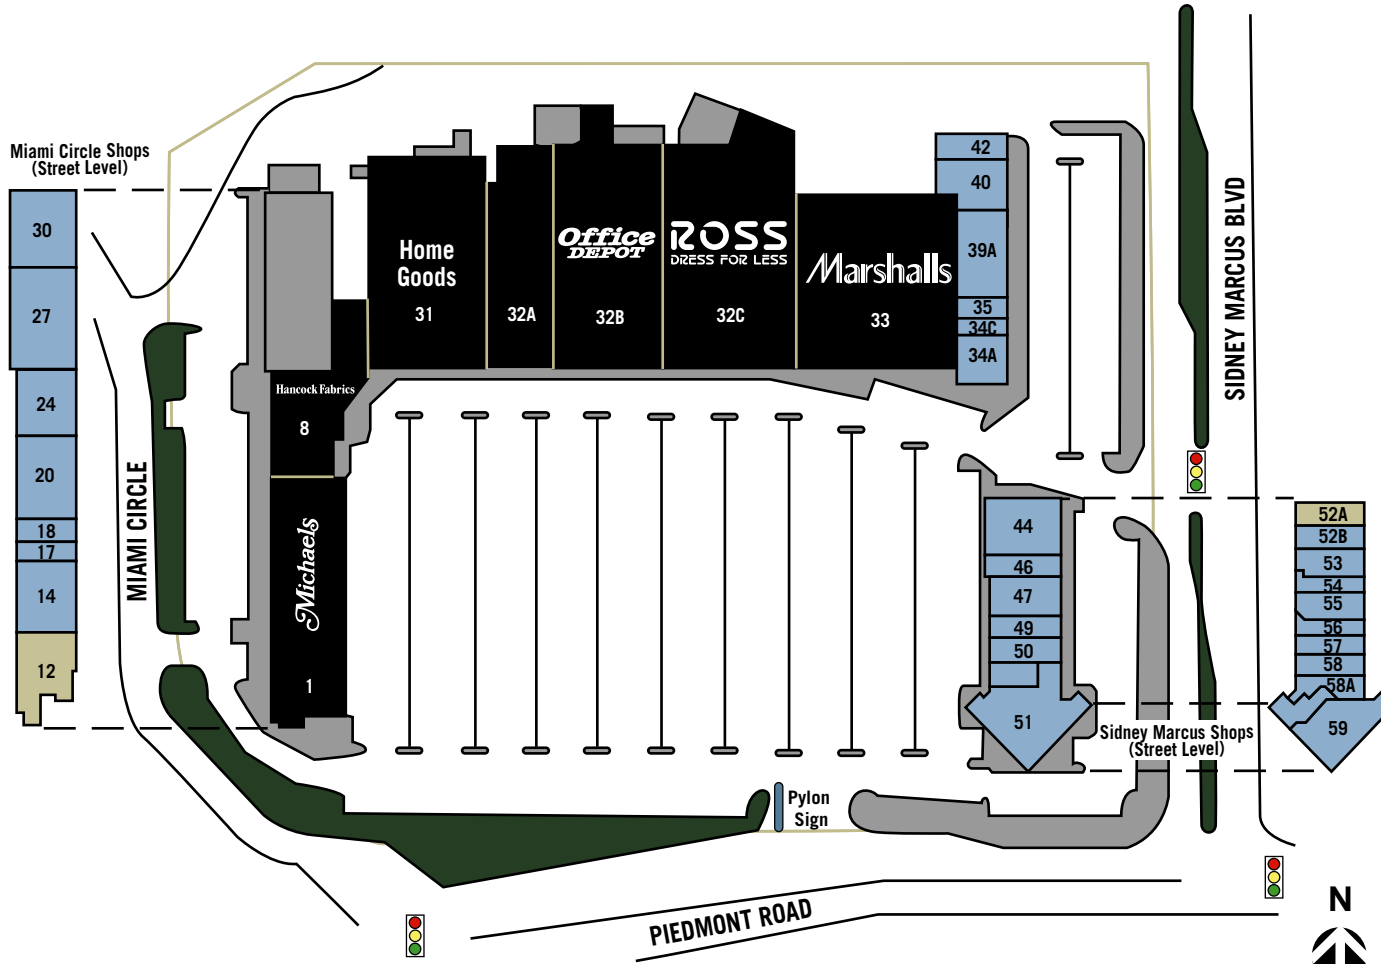 Miami Circle Shops
(Street Level)
30
27
24
20
18
17
14
12
MIAMI CIRCLE
Home
Goods
31
32A
Office
DEPOT
32B
ROSS
DRESS FOR LESS
32C
Marshalls
33
42
40
39A
35
34C
34A
Hancock Fabrics
8
Michaels
1
44
46
47
49
50
51
SIDNEY MARCUS BLVD
52A
52B
53
54
55
56
57
58
58A
59
Sidney Marcus Shops
(Street Level)
Pylon
Sign
PIEDMONT ROAD
N